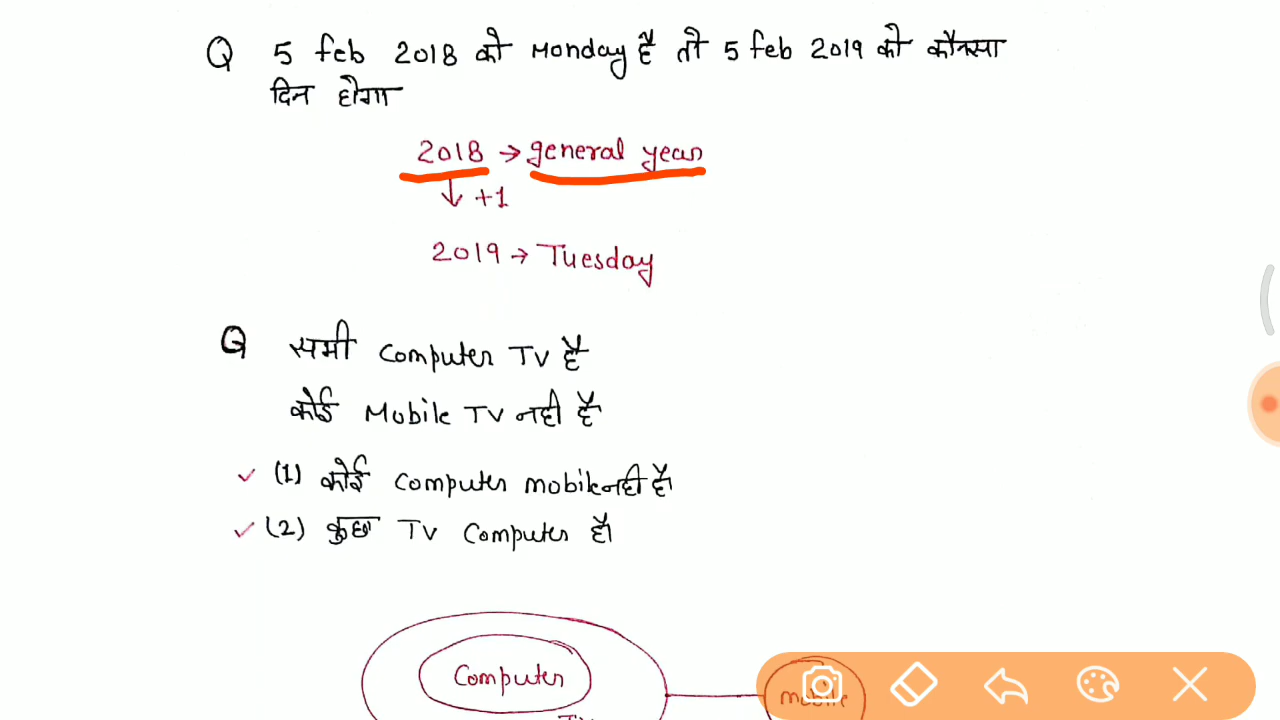 Q 5 feb 2018 को Monday है तो 5 feb 2019 को कौनसा
दिन होगा
2018 → general year
↓ +1
2019 → Tuesday
Q सभी Computer TV है
कोई Mobile TV नही है
✓ (1) कोई Computer mobile नही है
✓ (2) कुछ TV Computer है
Computer
mobile